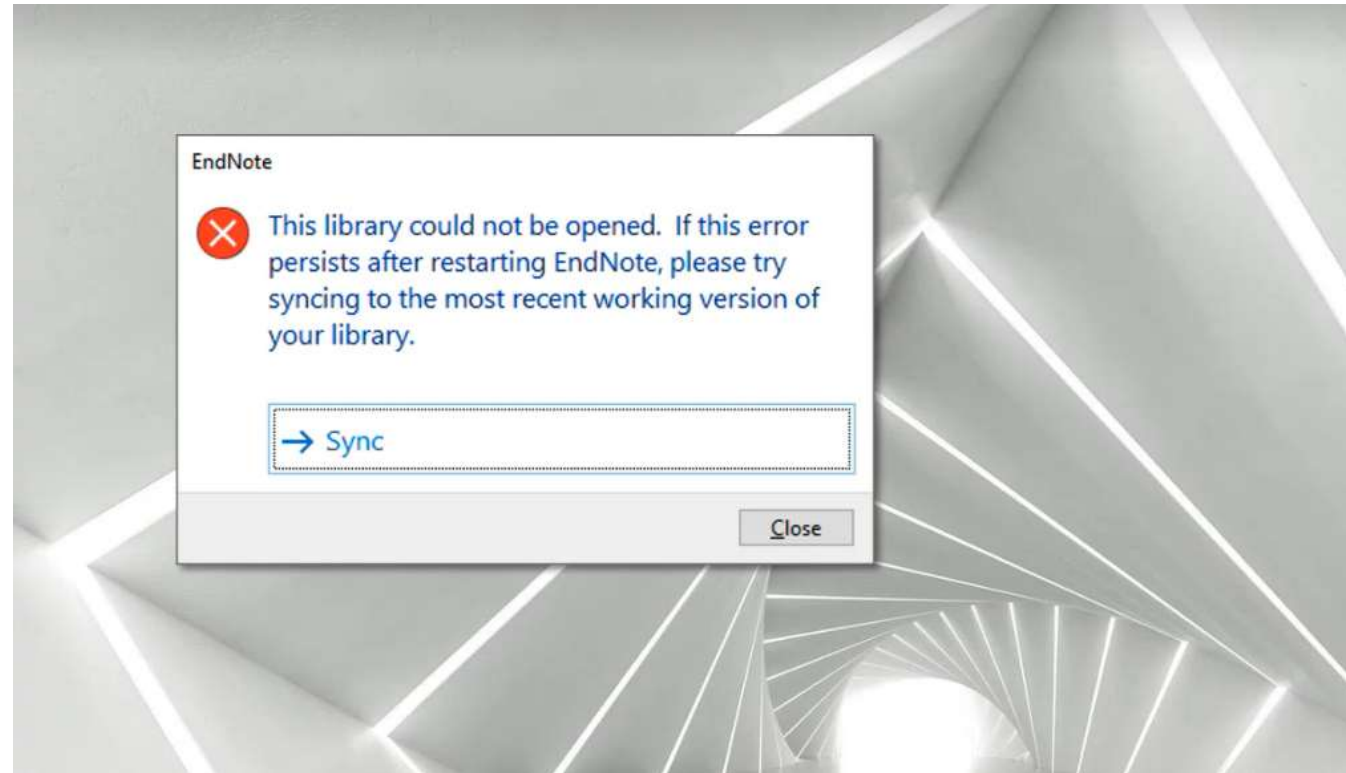 EndNote
This library could not be opened.  If this error
persists after restarting EndNote, please try
syncing to the most recent working version of
your library.
→ Sync
Close